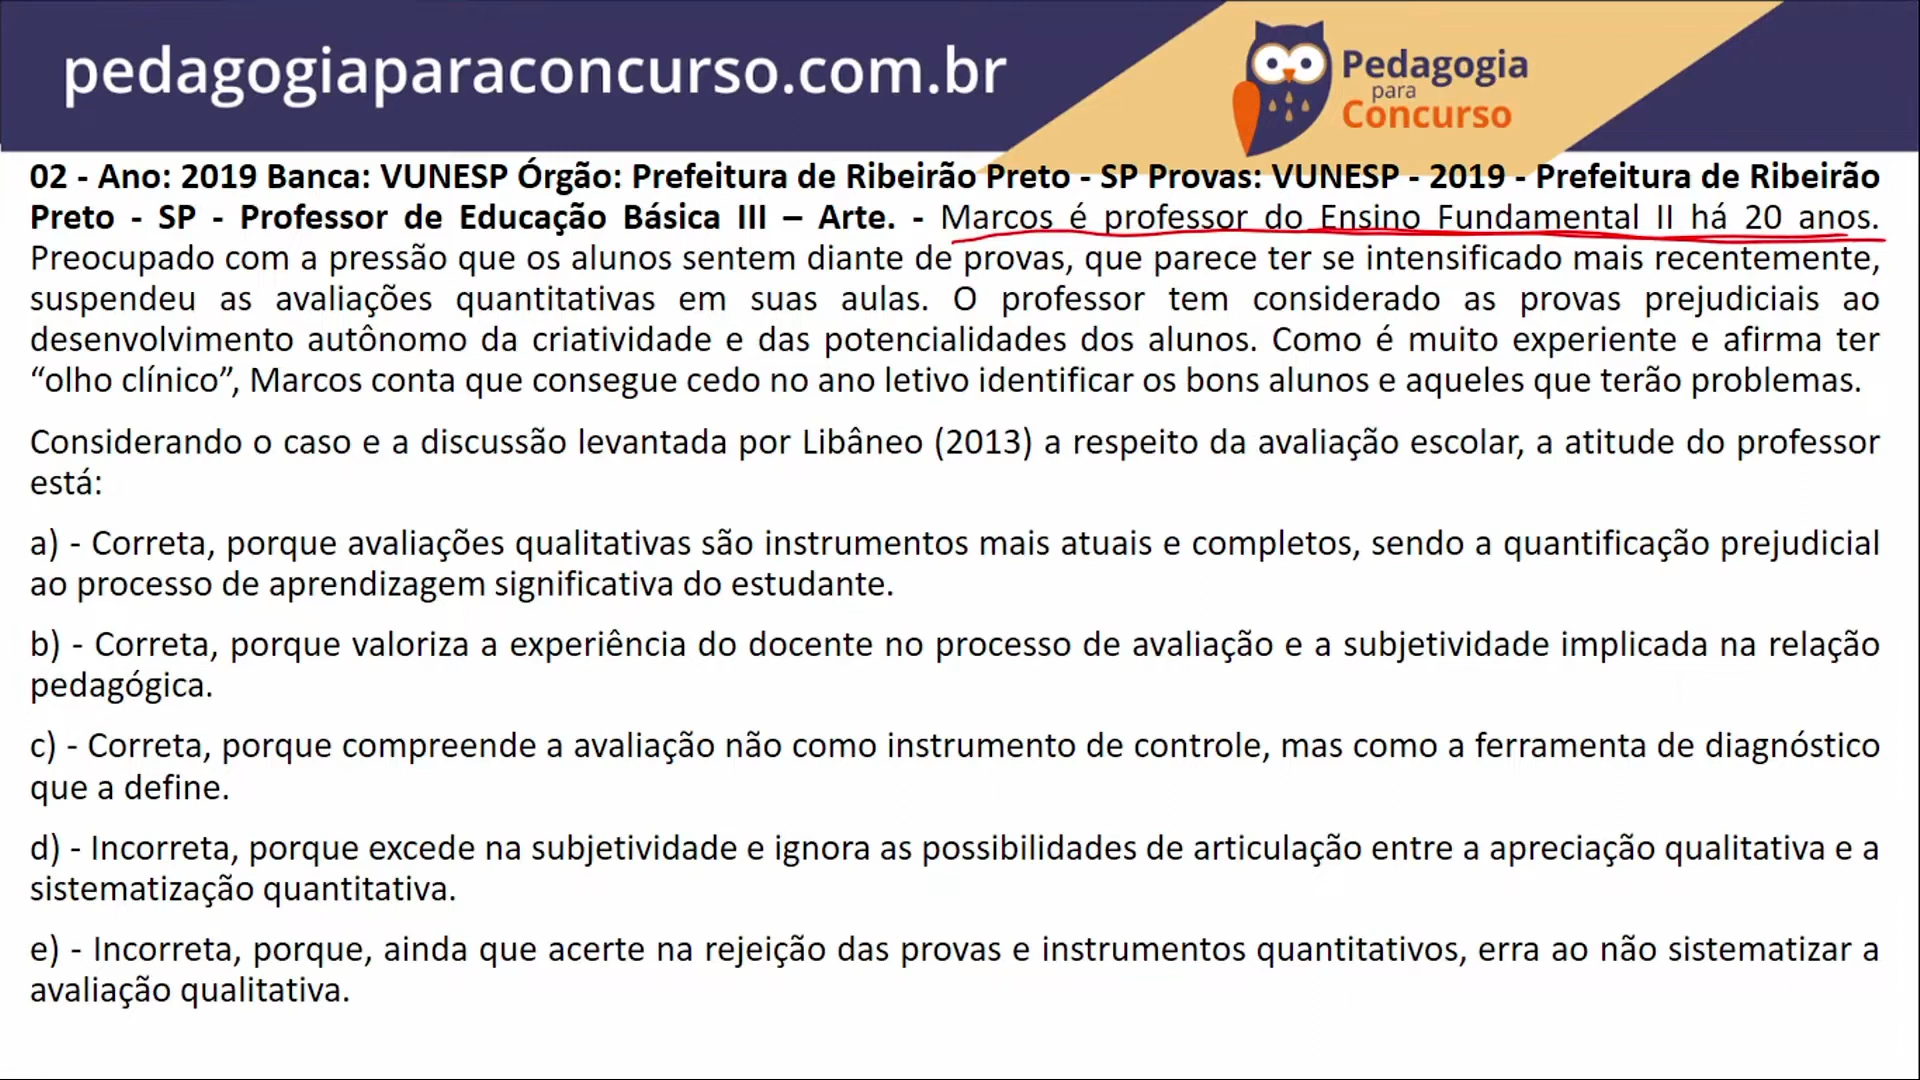 pedagogiaparaconcurso.com.br
Pedagogia
para
Concurso
02 - Ano: 2019 Banca: VUNESP Órgão: Prefeitura de Ribeirão Preto - SP Provas: VUNESP - 2019 - Prefeitura de Ribeirão
Preto - SP - Professor de Educação Básica III – Arte. - Marcos é professor do Ensino Fundamental II há 20 anos.
Preocupado com a pressão que os alunos sentem diante de provas, que parece ter se intensificado mais recentemente,
suspendeu as avaliações quantitativas em suas aulas. O professor tem considerado as provas prejudiciais ao
desenvolvimento autônomo da criatividade e das potencialidades dos alunos. Como é muito experiente e afirma ter
“olho clínico”, Marcos conta que consegue cedo no ano letivo identificar os bons alunos e aqueles que terão problemas.
Considerando o caso e a discussão levantada por Libâneo (2013) a respeito da avaliação escolar, a atitude do professor
está:
a) - Correta, porque avaliações qualitativas são instrumentos mais atuais e completos, sendo a quantificação prejudicial
ao processo de aprendizagem significativa do estudante.
b) - Correta, porque valoriza a experiência do docente no processo de avaliação e a subjetividade implicada na relação
pedagógica.
c) - Correta, porque compreende a avaliação não como instrumento de controle, mas como a ferramenta de diagnóstico
que a define.
d) - Incorreta, porque excede na subjetividade e ignora as possibilidades de articulação entre a apreciação qualitativa e a
sistematização quantitativa.
e) - Incorreta, porque, ainda que acerte na rejeição das provas e instrumentos quantitativos, erra ao não sistematizar a
avaliação qualitativa.